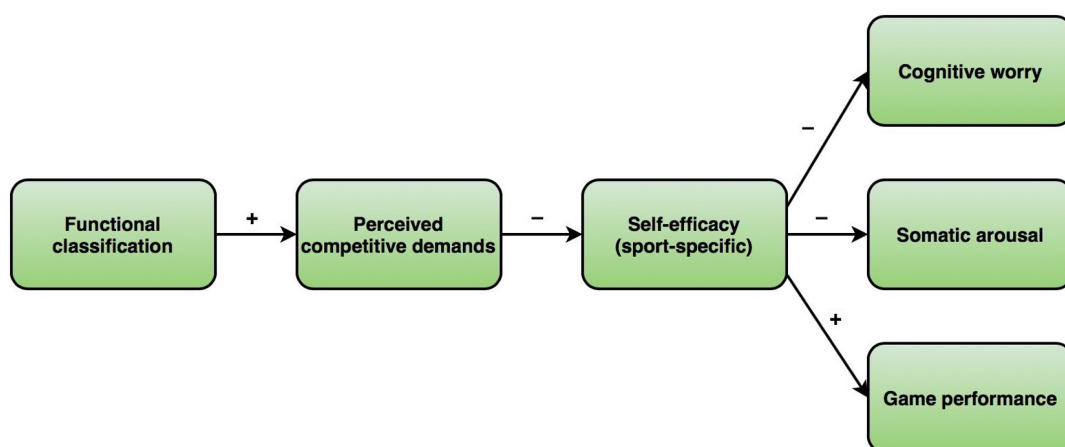 Cognitive worry
–
Functional
classification
+
Perceived
competitive demands
–
Self-efficacy
(sport-specific)
–
Somatic arousal
+
Game performance